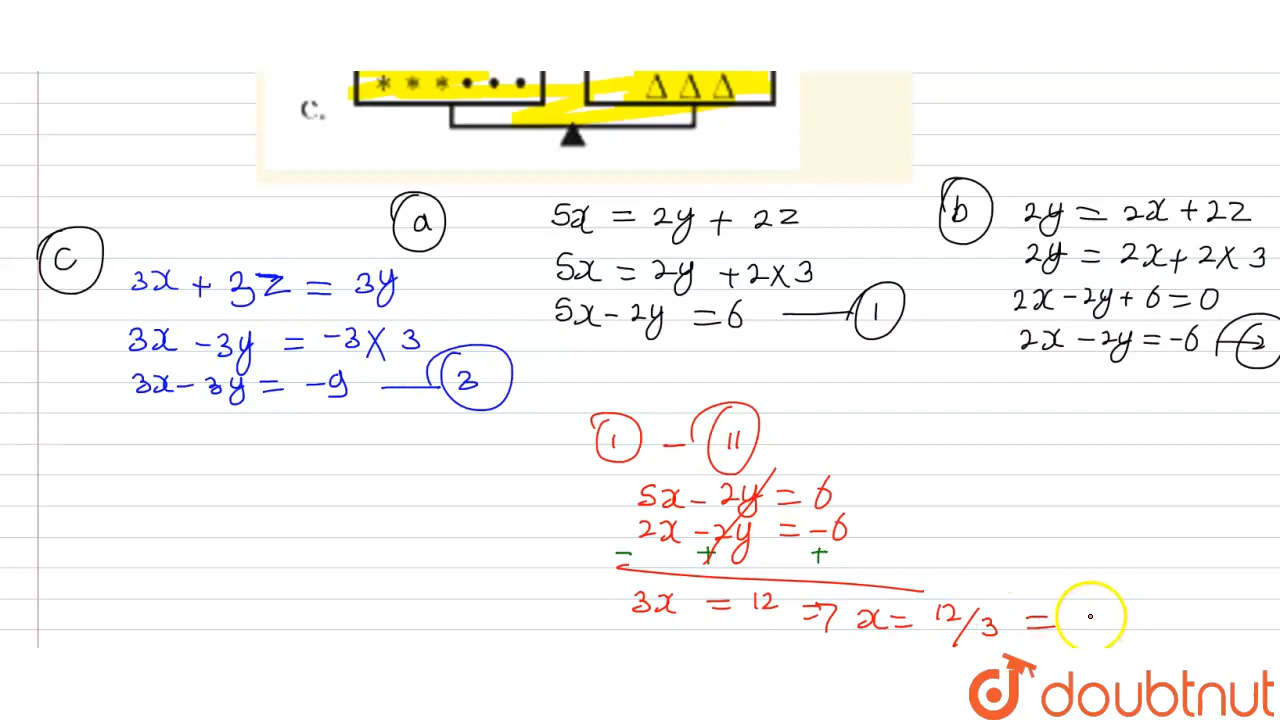 * * * • • •
Δ Δ Δ
c.
a
5x = 2y + 2z
5x = 2y + 2×3
5x - 2y = 6 — 1
b
2y = 2x + 2z
2y = 2x + 2×3
2x - 2y + 6 = 0
2x - 2y = -6 — 2
C
3x + 3z = 3y
3x - 3y = -3×3
3x - 3y = -9 — 3
1 - 11
5x - 2y = 6
2x - 2y = -6
- + +
3x = 12 ⇒ x = 12/3 =
doubtnut